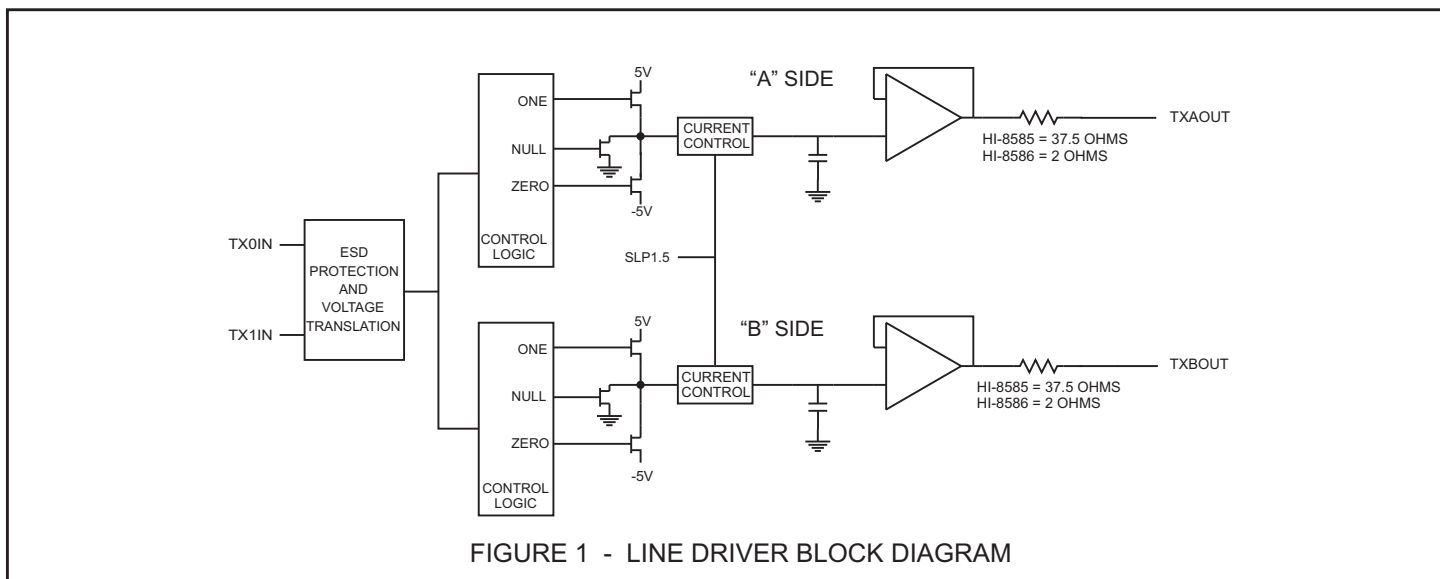 5V
"A" SIDE
ONE
CURRENT
CONTROL
TXAOUT
HI-8585 = 37.5 OHMS
HI-8586 = 2 OHMS
NULL
ZERO
-5V
CONTROL
LOGIC
TX0IN
ESD
PROTECTION
AND
VOLTAGE
TRANSLATION
TX1IN
SLP1.5
5V
"B" SIDE
ONE
CURRENT
CONTROL
TXBOUT
HI-8585 = 37.5 OHMS
HI-8586 = 2 OHMS
NULL
ZERO
-5V
CONTROL
LOGIC
FIGURE 1 - LINE DRIVER BLOCK DIAGRAM